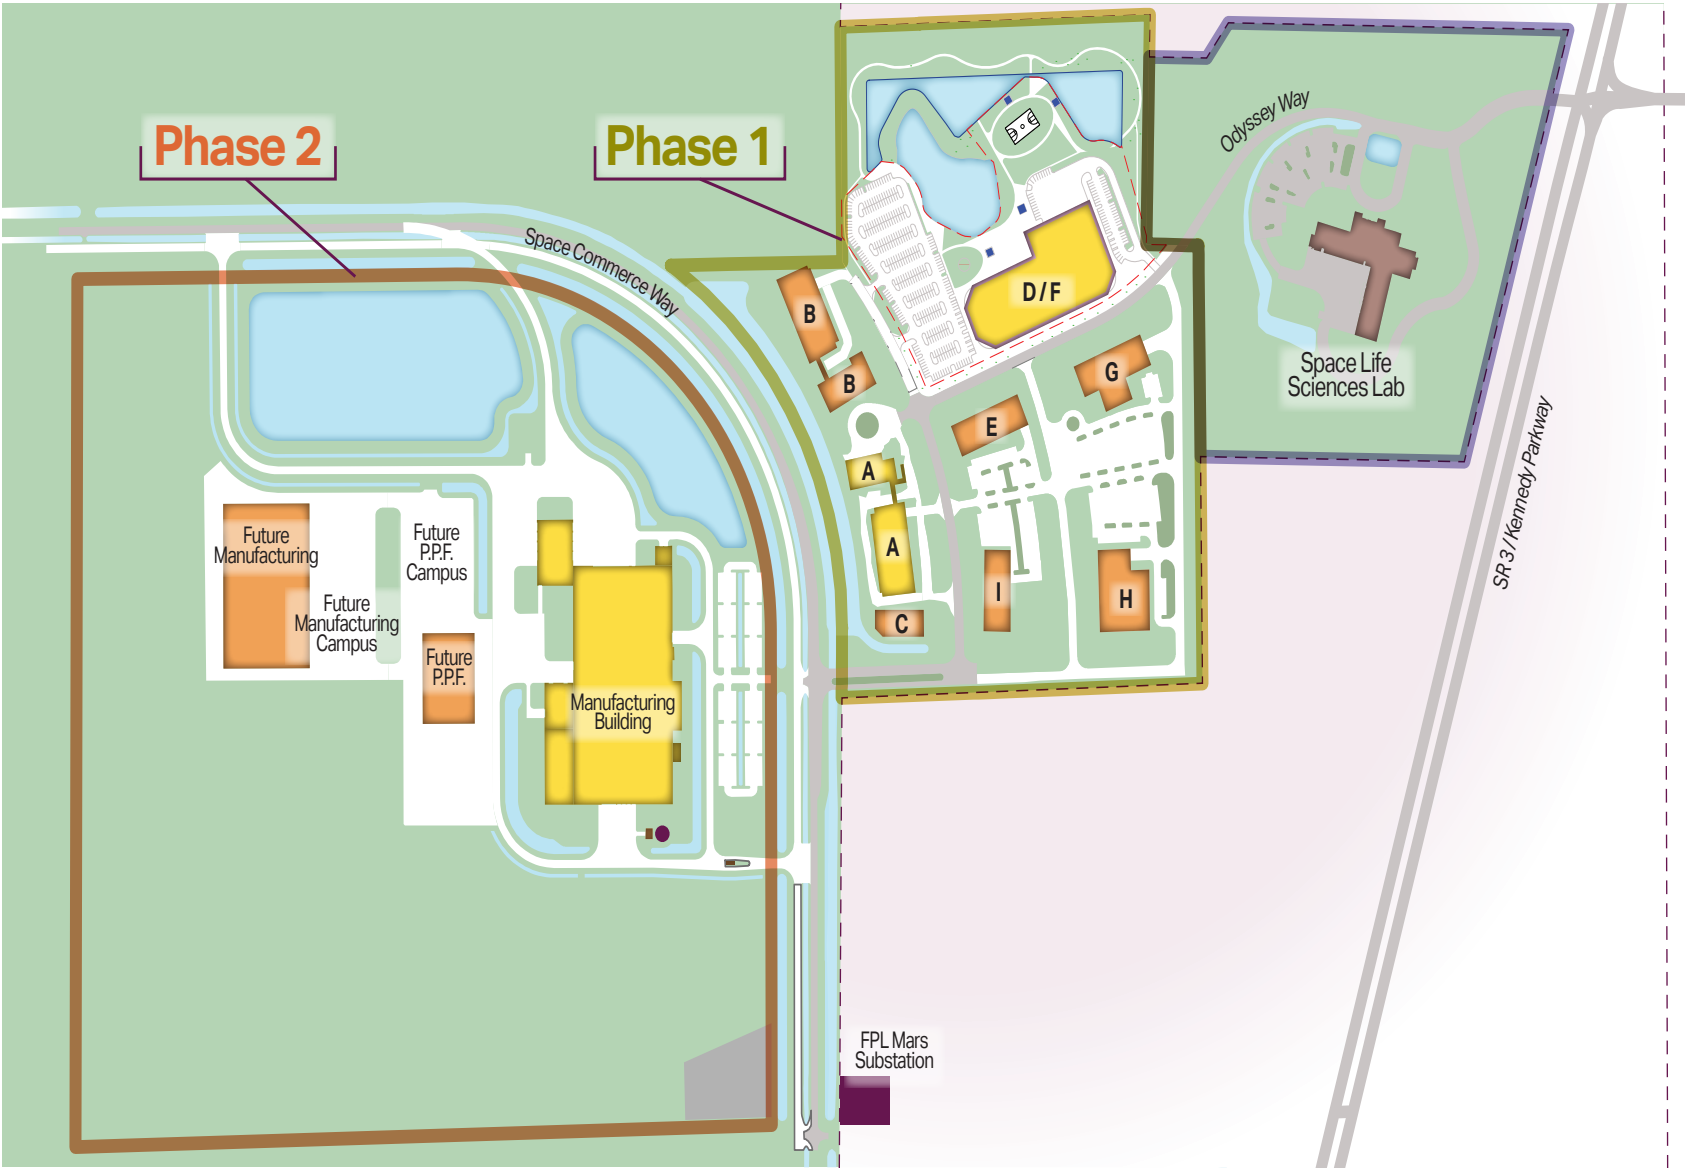 Phase 2
Phase 1
Odyssey Way
Space Commerce Way
D / F
B
B
G
E
A
A
I
H
C
Space Life
Sciences Lab
SR 3 / Kennedy Parkway
Future
Manufacturing
Future
P.P.F.
Campus
Future
Manufacturing
Campus
Future
P.P.F.
Manufacturing
Building
FPL Mars
Substation